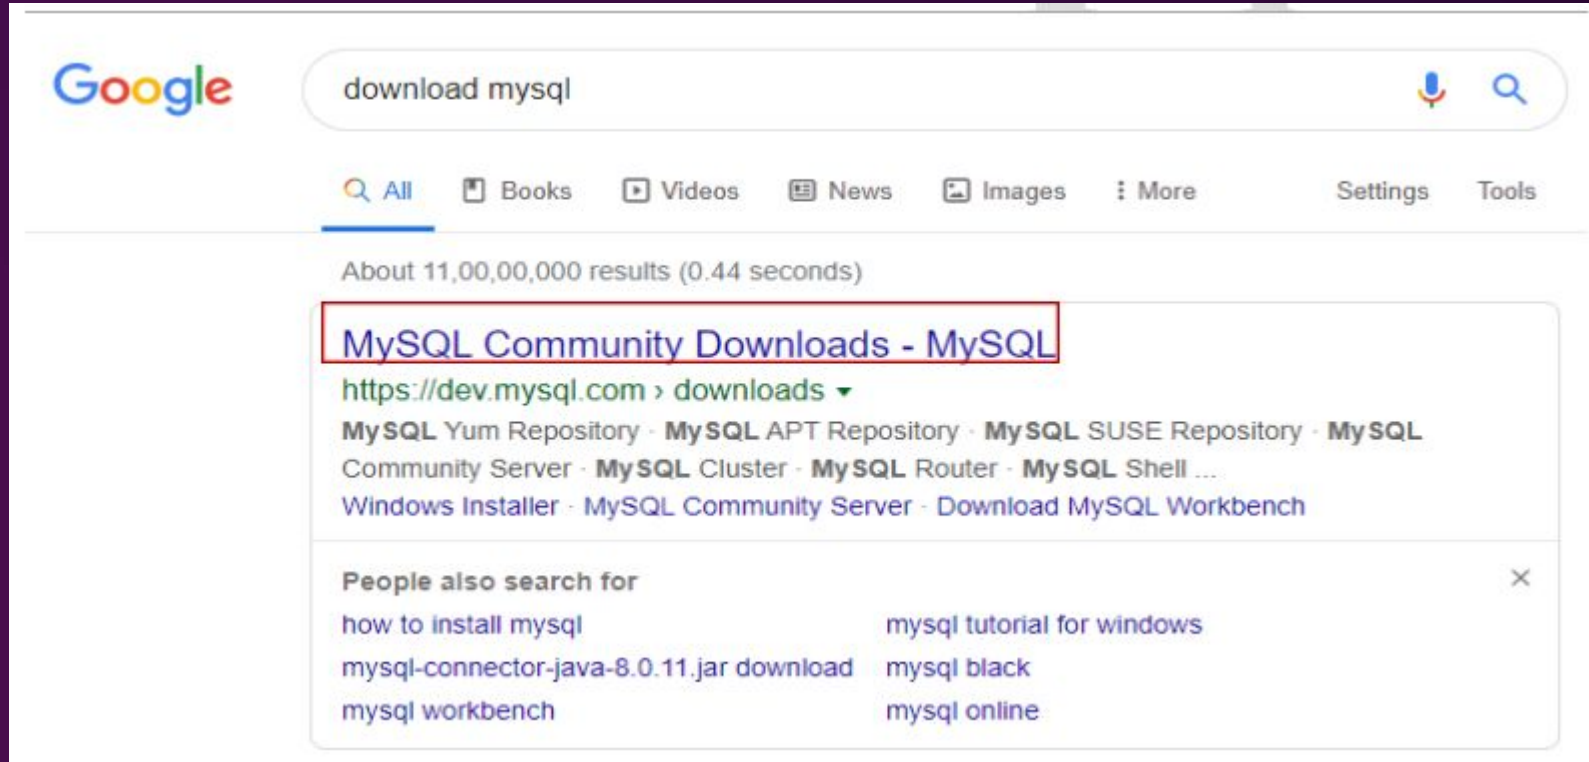 Google download mysql
All Books Videos News Images More Settings Tools
About 11,00,00,000 results (0.44 seconds)
MySQL Community Downloads - MySQL
https://dev.mysql.com › downloads
MySQL Yum Repository · MySQL APT Repository · MySQL SUSE Repository · MySQL
Community Server · MySQL Cluster · MySQL Router · MySQL Shell ...
Windows Installer · MySQL Community Server · Download MySQL Workbench
People also search for
how to install mysql mysql tutorial for windows
mysql-connector-java-8.0.11.jar download mysql black
mysql workbench mysql online